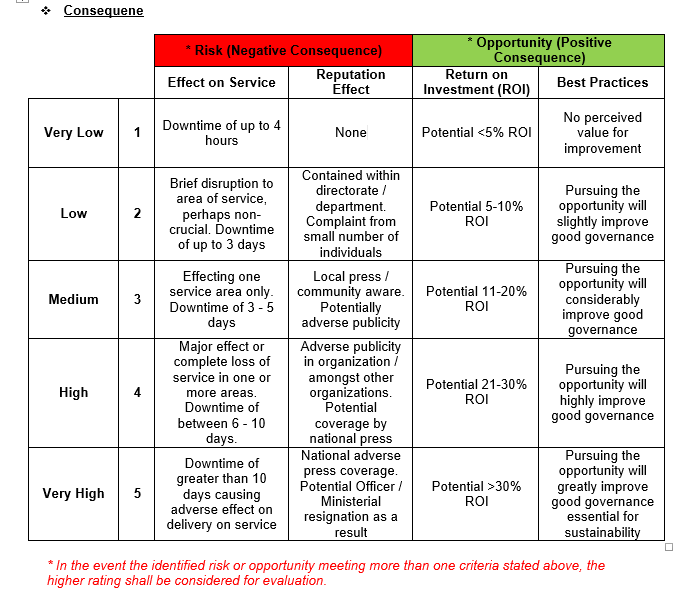 ❖ Consequene
* Risk (Negative Consequence)
* Opportunity (Positive
Consequence)
Effect on Service
Reputation
Effect
Return on
Investment (ROI)
Best Practices
Very Low
1
Downtime of up to 4
hours
None
Potential <5% ROI
No perceived
value for
improvement
Low
2
Brief disruption to
area of service,
perhaps non-
crucial. Downtime
of up to 3 days
Contained within
directorate /
department.
Complaint from
small number of
individuals
Potential 5-10%
ROI
Pursuing the
opportunity will
slightly improve
good governance
Medium
3
Effecting one
service area only.
Downtime of 3 - 5
days
Local press /
community aware.
Potentially
adverse publicity
Potential 11-20%
ROI
Pursuing the
opportunity will
considerably
improve good
governance
High
4
Major effect or
complete loss of
service in one or
more areas.
Downtime of
between 6 - 10
days.
Adverse publicity
in organization /
amongst other
organizations.
Potential
coverage by
national press
Potential 21-30%
ROI
Pursuing the
opportunity will
highly improve
good governance
Very High
5
Downtime of
greater than 10
days causing
adverse effect on
delivery on service
National adverse
press coverage.
Potential Officer /
Ministerial
resignation as a
result
Potential >30%
ROI
Pursuing the
opportunity will
greatly improve
good governance
essential for
sustainability
* In the event the identified risk or opportunity meeting more than one criteria stated above, the
higher rating shall be considered for evaluation.